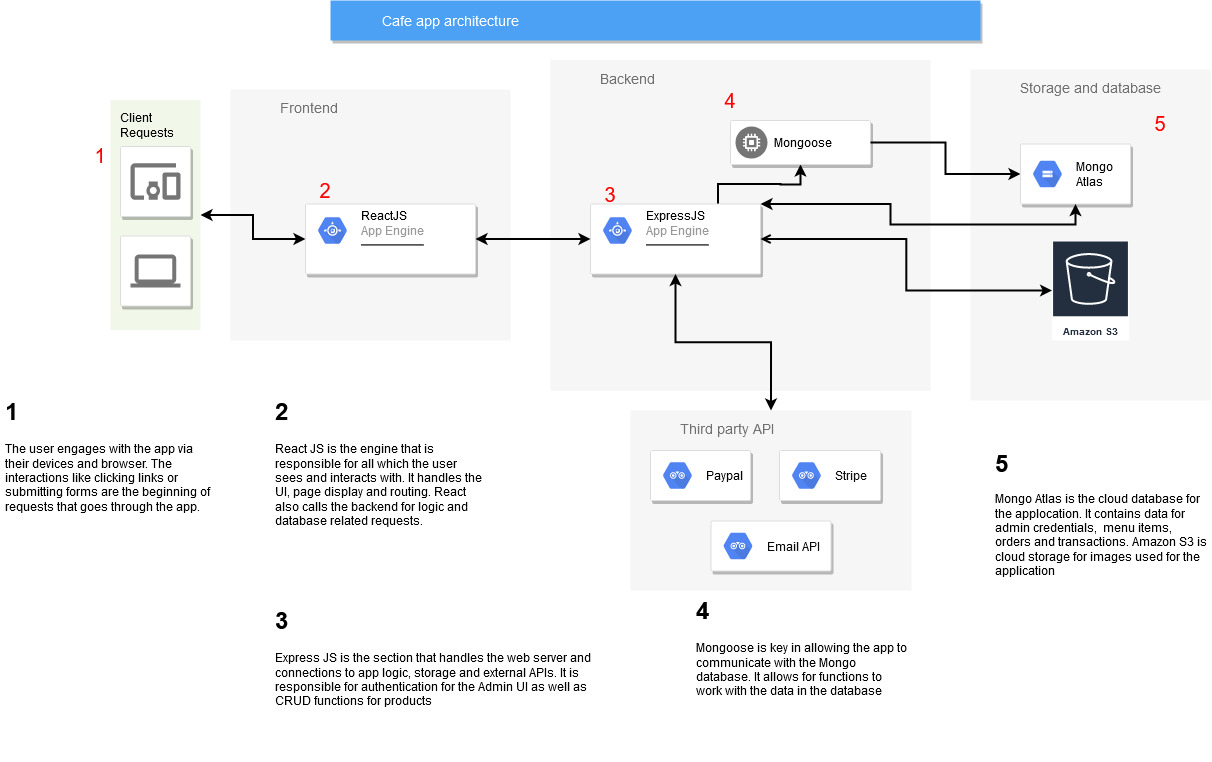 Cafe app architecture
Backend
Storage and database
Frontend
Client
Requests
4
5
1
2
3
Mongoose
Mongo
Atlas
ReactJS
App Engine
ExpressJS
App Engine
Amazon S3
Third party API
Paypal
Stripe
Email API
1
The user engages with the app via
their devices and browser. The
interactions like clicking links or
submitting forms are the beginning of
requests that goes through the app.
2
React JS is the engine that is
responsible for all which the user
sees and interacts with. It handles the
UI, page display and routing. React
also calls the backend for logic and
database related requests.
5
Mongo Atlas is the cloud database for
the applocation. It contains data for
admin credentials,  menu items,
orders and transactions. Amazon S3 is
cloud storage for images used for the
application
3
Express JS is the section that handles the web server and
connections to app logic, storage and external APIs. It is
responsible for authentication for the Admin UI as well as
CRUD functions for products
4
Mongoose is key in allowing the app to
communicate with the Mongo
database. It allows for functions to
work with the data in the database